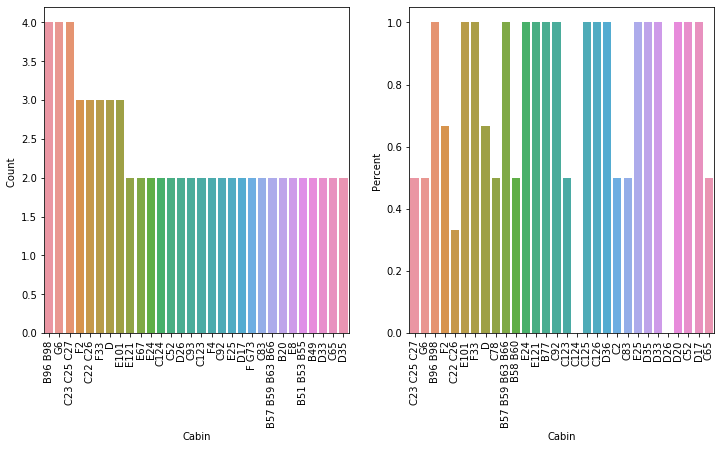 Count
4.0
3.5
3.0
2.5
2.0
1.5
1.0
0.5
0.0
B96 B98
G6
C23 C25 C27
F2
C22 C26
F33
D
E101
E121
E67
E24
C124
C52
D26
C93
C123
F4
C92
E25
D17
F G73
C83
B57 B59 B63 B66
B20
E8
B51 B53 B55
B49
D33
C65
D35
Cabin
Percent
1.0
0.8
0.6
0.4
0.2
0.0
C23 C25 C27
G6
B96 B98
F2
C22 C26
E101
F33
D
C78
B57 B59 B63 B66
B58 B60
E24
E121
B77
C92
C123
C124
C125
C126
D36
C2
C83
E25
D35
D33
D26
D20
C52
D17
C65
Cabin